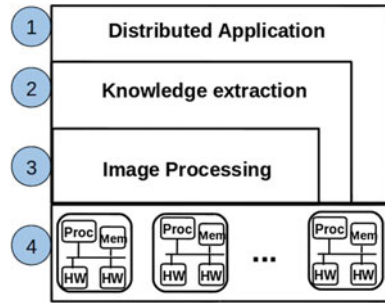 1 Distributed Application
2 Knowledge extraction
3 Image Processing
4
Proc Mem Proc Mem ... Proc Mem
HW HW HW HW HW HW